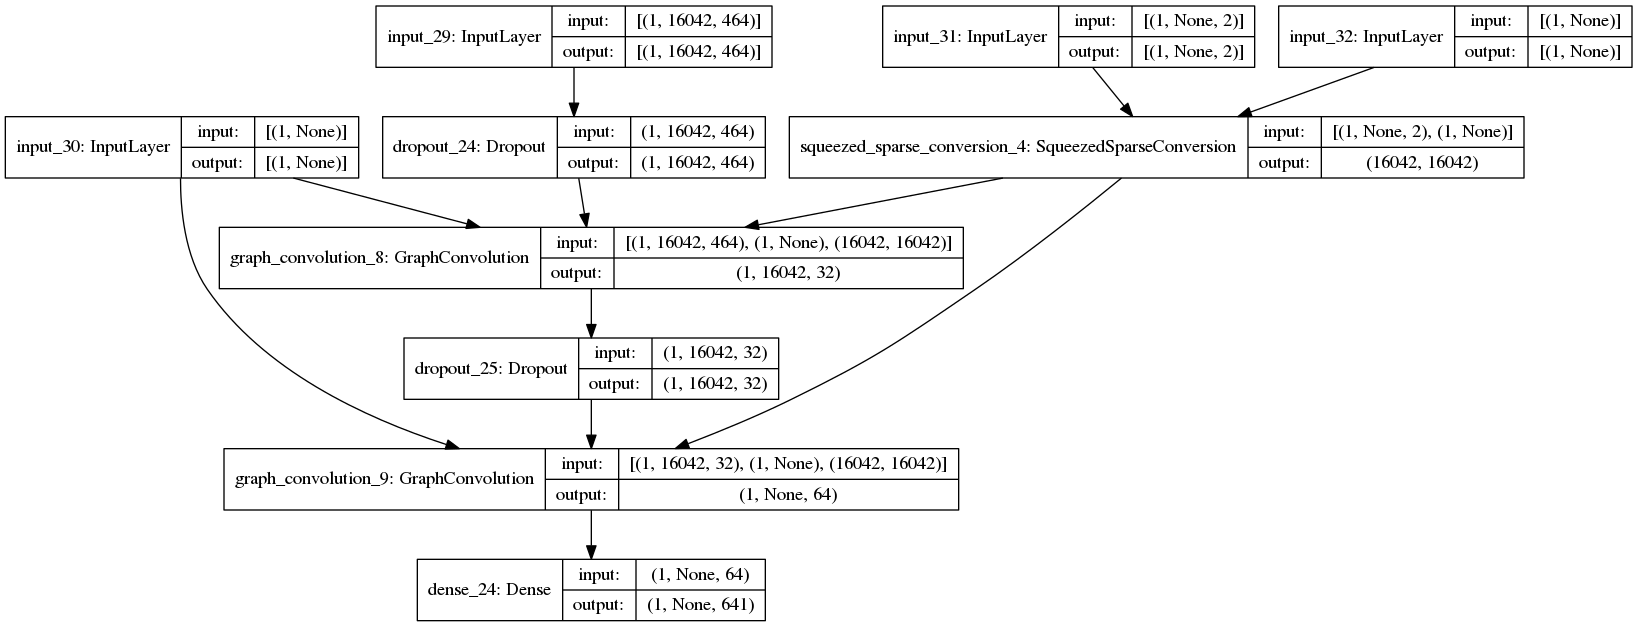 input_29: InputLayer
input:
[(1, 16042, 464)]
output:
[(1, 16042, 464)]
input_31: InputLayer
input:
[(1, None, 2)]
output:
[(1, None, 2)]
input_32: InputLayer
input:
[(1, None)]
output:
[(1, None)]
input_30: InputLayer
input:
[(1, None)]
output:
[(1, None)]
dropout_24: Dropout
input:
(1, 16042, 464)
output:
(1, 16042, 464)
squeezed_sparse_conversion_4: SqueezedSparseConversion
input:
[(1, None, 2), (1, None)]
output:
(16042, 16042)
graph_convolution_8: GraphConvolution
input:
[(1, 16042, 464), (1, None), (16042, 16042)]
output:
(1, 16042, 32)
dropout_25: Dropout
input:
(1, 16042, 32)
output:
(1, 16042, 32)
graph_convolution_9: GraphConvolution
input:
[(1, 16042, 32), (1, None), (16042, 16042)]
output:
(1, None, 64)
dense_24: Dense
input:
(1, None, 64)
output:
(1, None, 641)